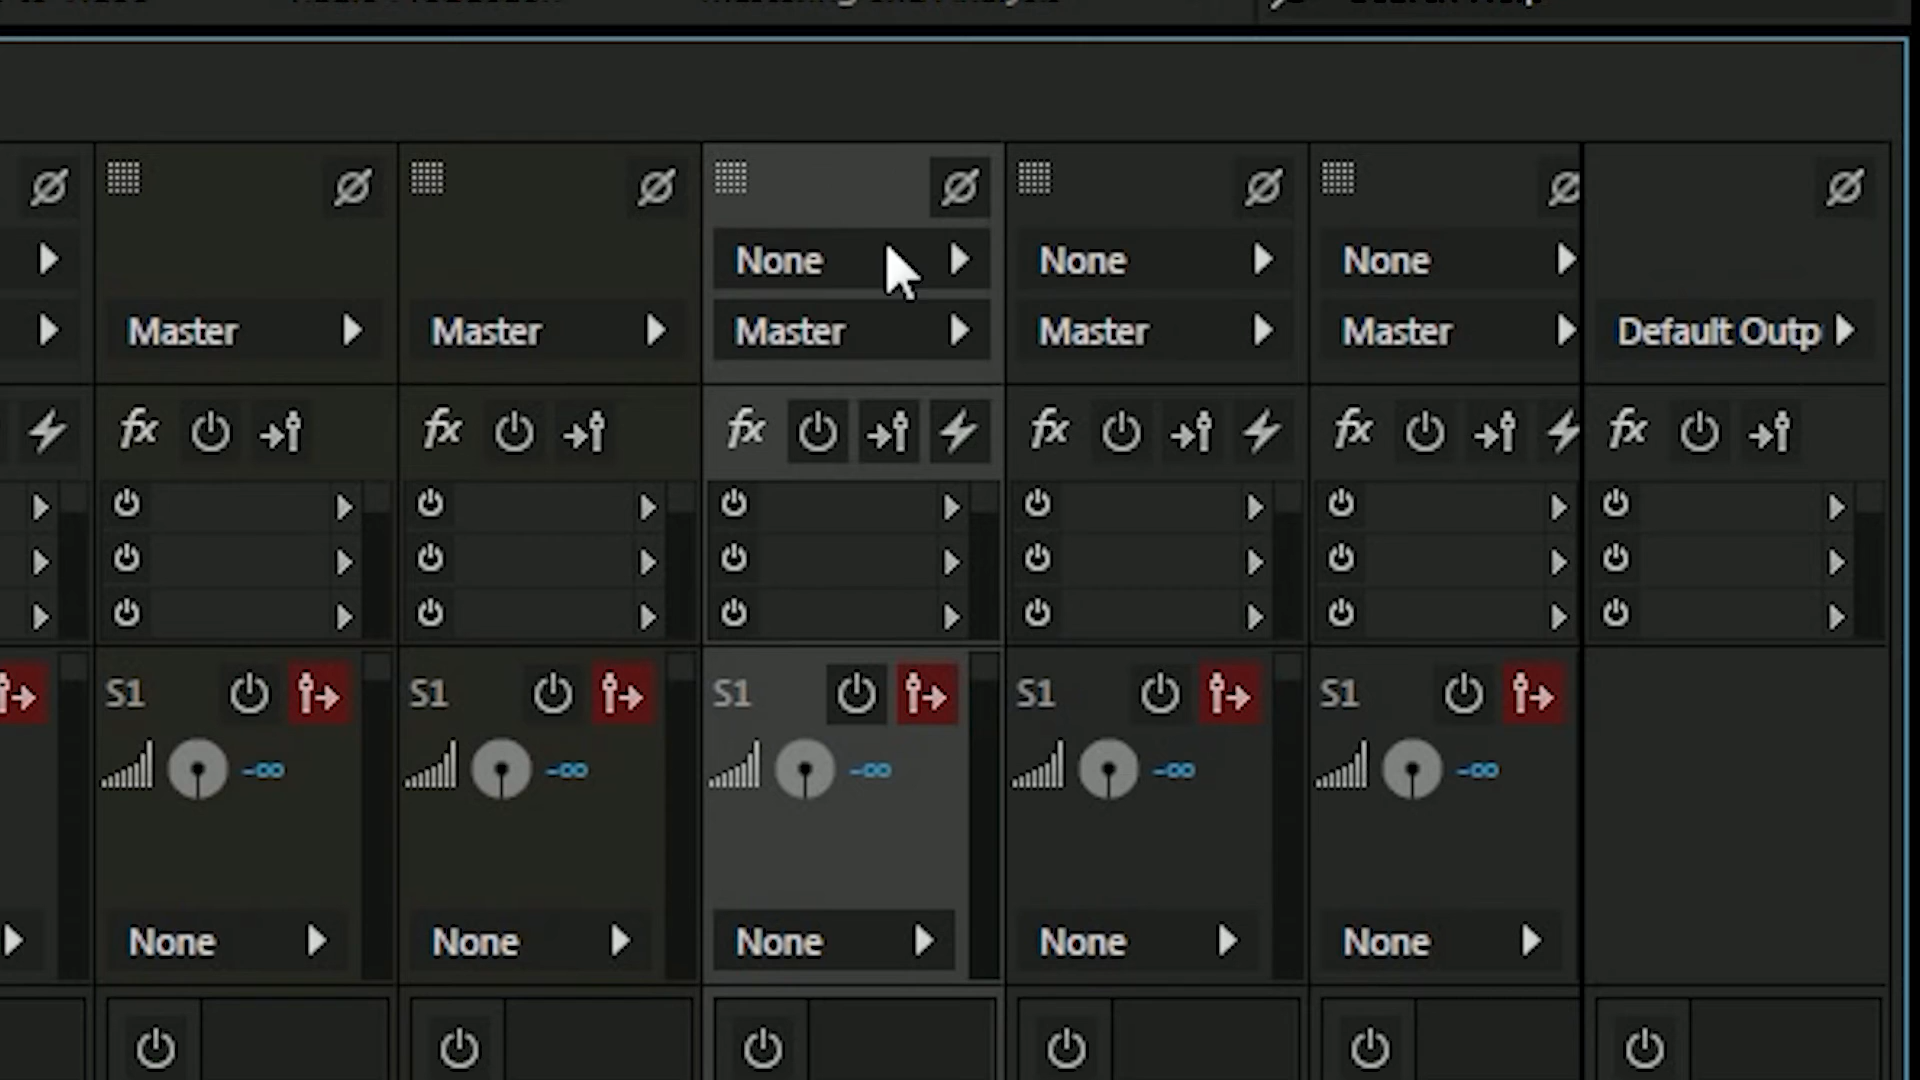 None None None
Master Master Master Master Master Default Outp
fx fx fx fx fx fx
S1 S1 S1 S1 S1
-∞ -∞ -∞ -∞ -∞
None None None None None